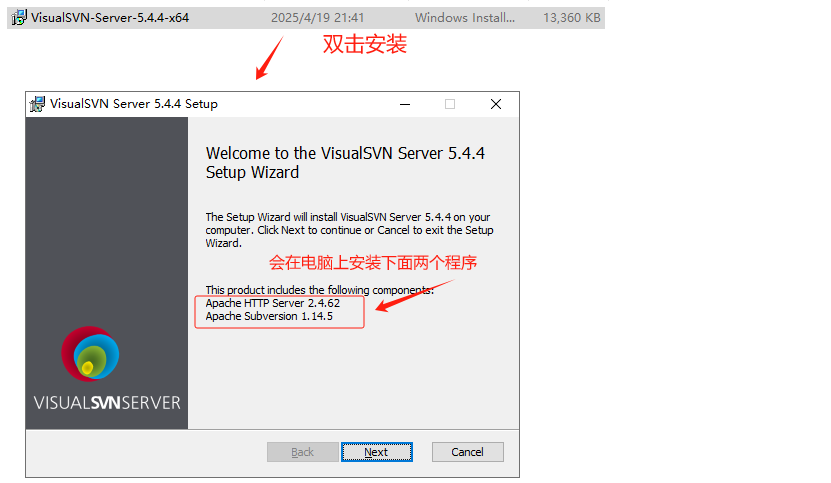 VisualSVN-Server-5.4.4-x64 2025/4/19 21:41 Windows Install... 13,360 KB
双击安装
VisualSVN Server 5.4.4 Setup
Welcome to the VisualSVN Server 5.4.4
Setup Wizard
The Setup Wizard will install VisualSVN Server 5.4.4 on your
computer. Click Next to continue or Cancel to exit the Setup
Wizard.
会在电脑上安装下面两个程序
This product includes the following components:
Apache HTTP Server 2.4.62
Apache Subversion 1.14.5
VISUALSVNSERVER
Back Next Cancel